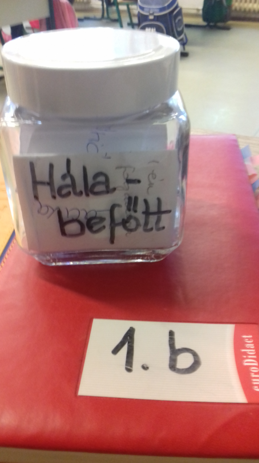 Hála-
befőtt
1. b
euroDidact